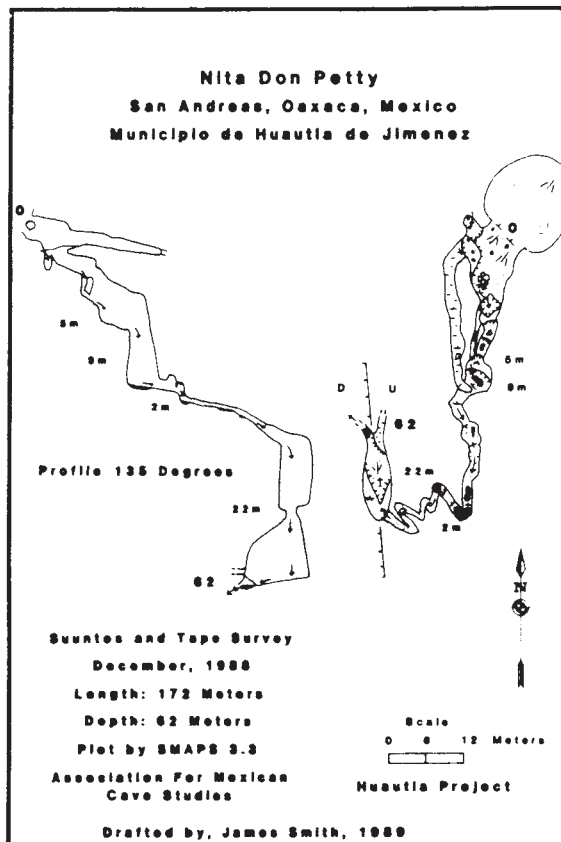 Nita Don Petty
San Andreas, Oaxaca, Mexico
Municipio de Huautla de Jimenez
0
0
5m
9m
2m
5m
9m
D U
62
22m
2m
Profile 135 Degrees
22m
62
N
Suuntos and Tape Survey
December, 1988
Length: 172 Meters
Depth: 62 Meters
Plot by SMAPS 3.3
Association For Mexican
Cave Studies
Scale
0 6 12 Meters
Huautla Project
Drafted by, James Smith, 1989